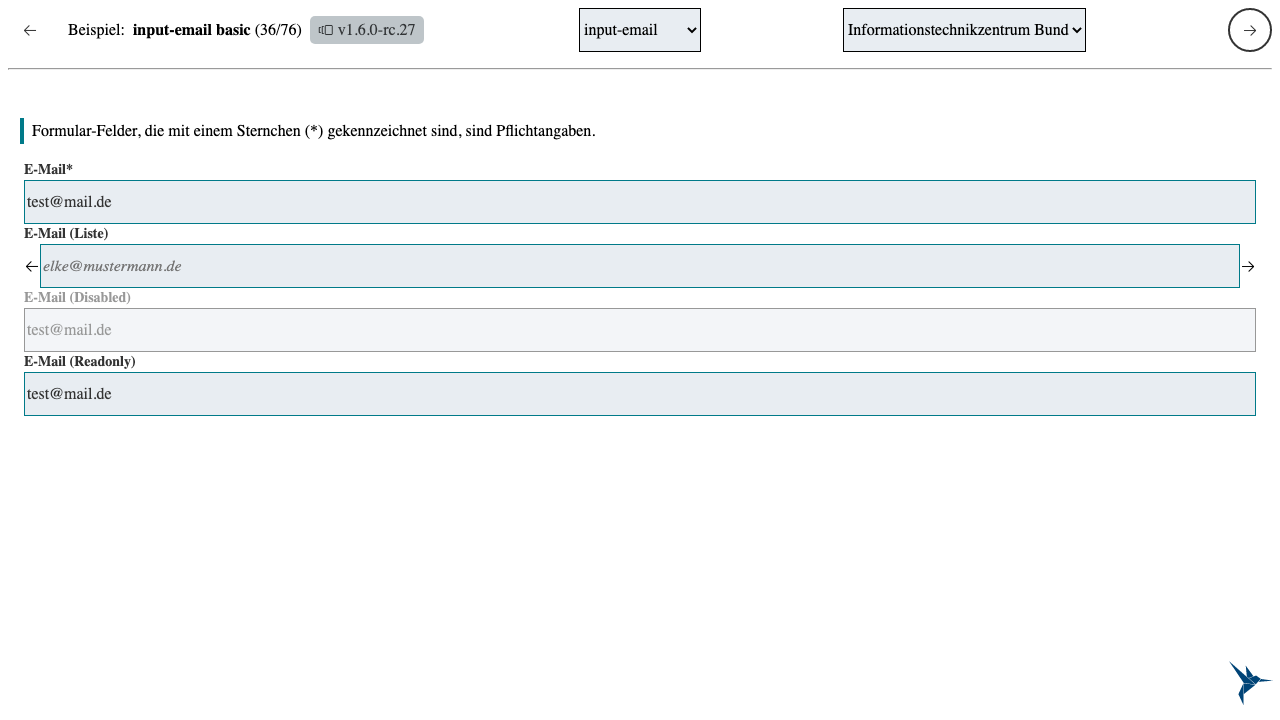 Beispiel: input-email basic (36/76) v1.6.0-rc.27 input-email Informationstechnikzentrum Bund
Formular-Felder, die mit einem Sternchen (*) gekennzeichnet sind, sind Pflichtangaben.
E-Mail*
test@mail.de
E-Mail (Liste)
elke@mustermann.de
E-Mail (Disabled)
test@mail.de
E-Mail (Readonly)
test@mail.de